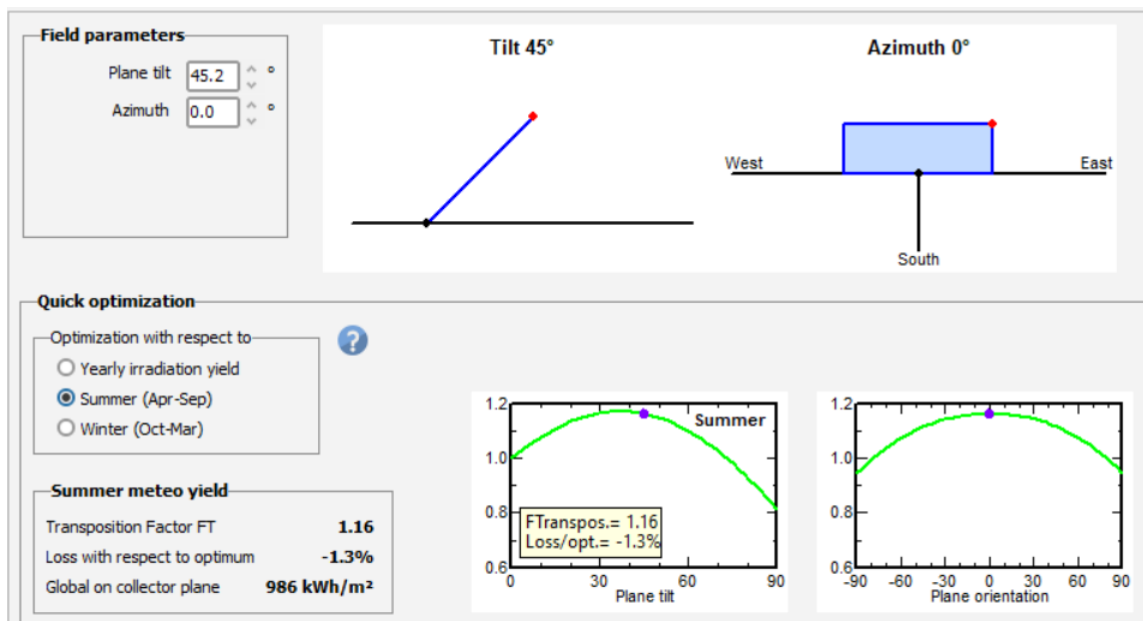 Field parameters
Plane tilt 45.2 °
Azimuth 0.0 °
Tilt 45°
Azimuth 0°
West
East
South
Quick optimization
Optimization with respect to
Yearly irradiation yield
Summer (Apr-Sep)
Winter (Oct-Mar)
?
Summer meteo yield
Transposition Factor FT 1.16
Loss with respect to optimum -1.3%
Global on collector plane 986 kWh/m²
1.2
1.0
0.8
0.6
Summer
FTranspos.= 1.16
Loss/opt.= -1.3%
0 30 60 90
Plane tilt
1.2
1.0
0.8
0.6
-90 -60 -30 0 30 60 90
Plane orientation